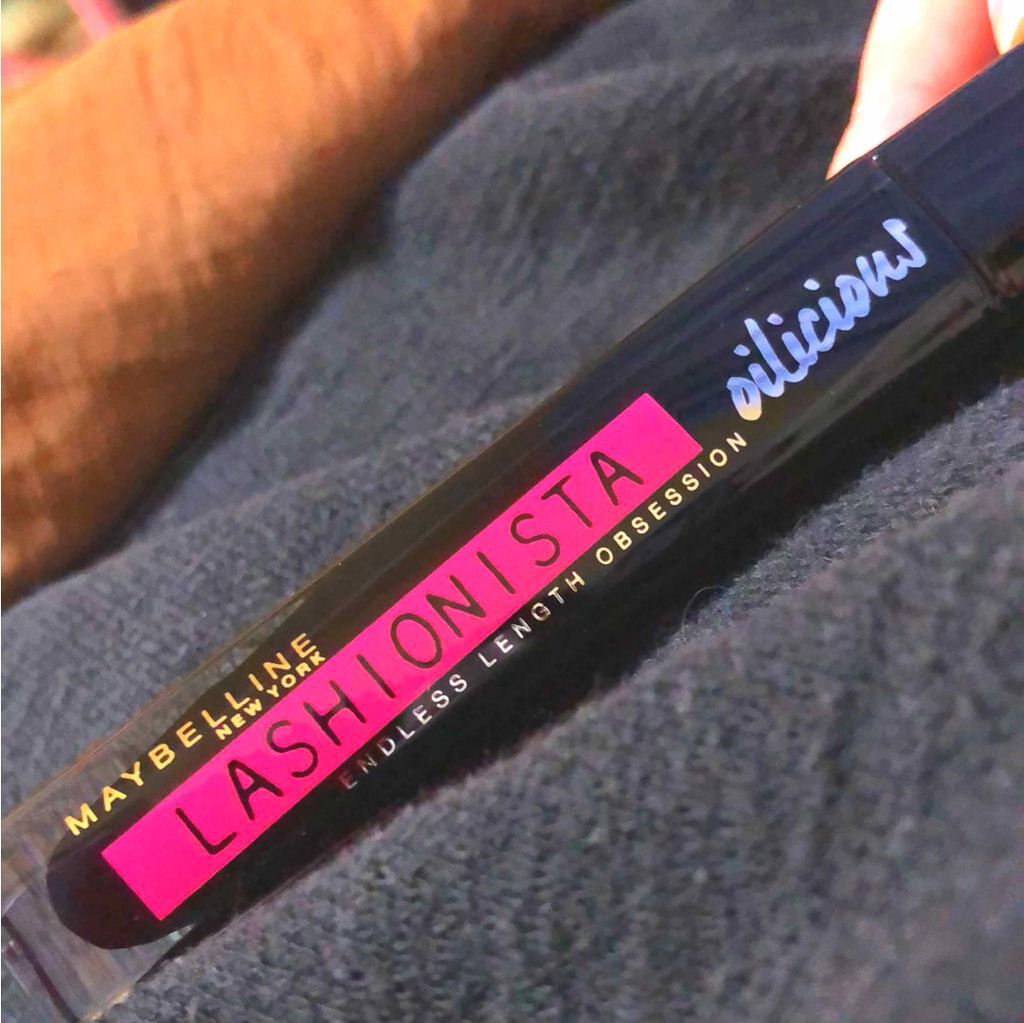 MAYBELLINE
NEW YORK
LASHIONISTA
ENDLESS LENGTH OBSESSION
oilicious